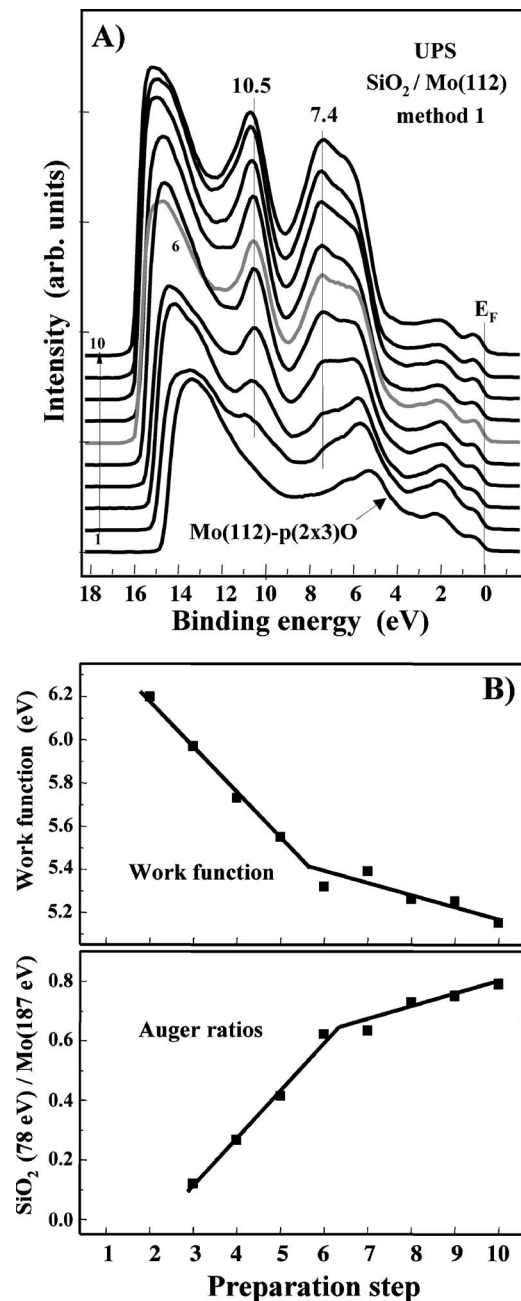 A)
UPS
SiO₂ / Mo(112)
method 1
10.5
7.4
6
E_F
10
1
Mo(112)-p(2x3)O
Intensity (arb. units)
18 16 14 12 10 8 6 4 2 0
Binding energy (eV)
B)
6.2
6.0
5.8
5.6
5.4
5.2
Work function (eV)
Work function
0.8
0.6
0.4
0.2
0.0
SiO₂ (78 eV) / Mo(187 eV)
Auger ratios
1 2 3 4 5 6 7 8 9 10
Preparation step